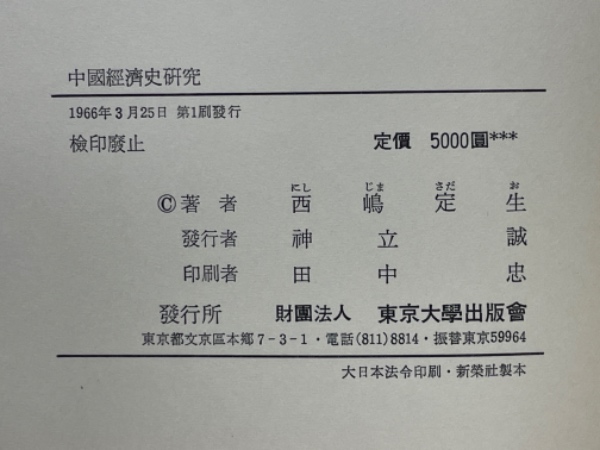 中國經濟史硏究
1966年3月25日 第1刷發行
檢印廢止 定價 5000圓***
にし じま さだ お
©著者 西嶋定生
發行者 神立誠
印刷者 田中忠
發行所 財團法人 東京大學出版會
東京都文京區本鄕7-3-1・電話(811)8814・振替東京59964
大日本法令印刷・新榮社製本